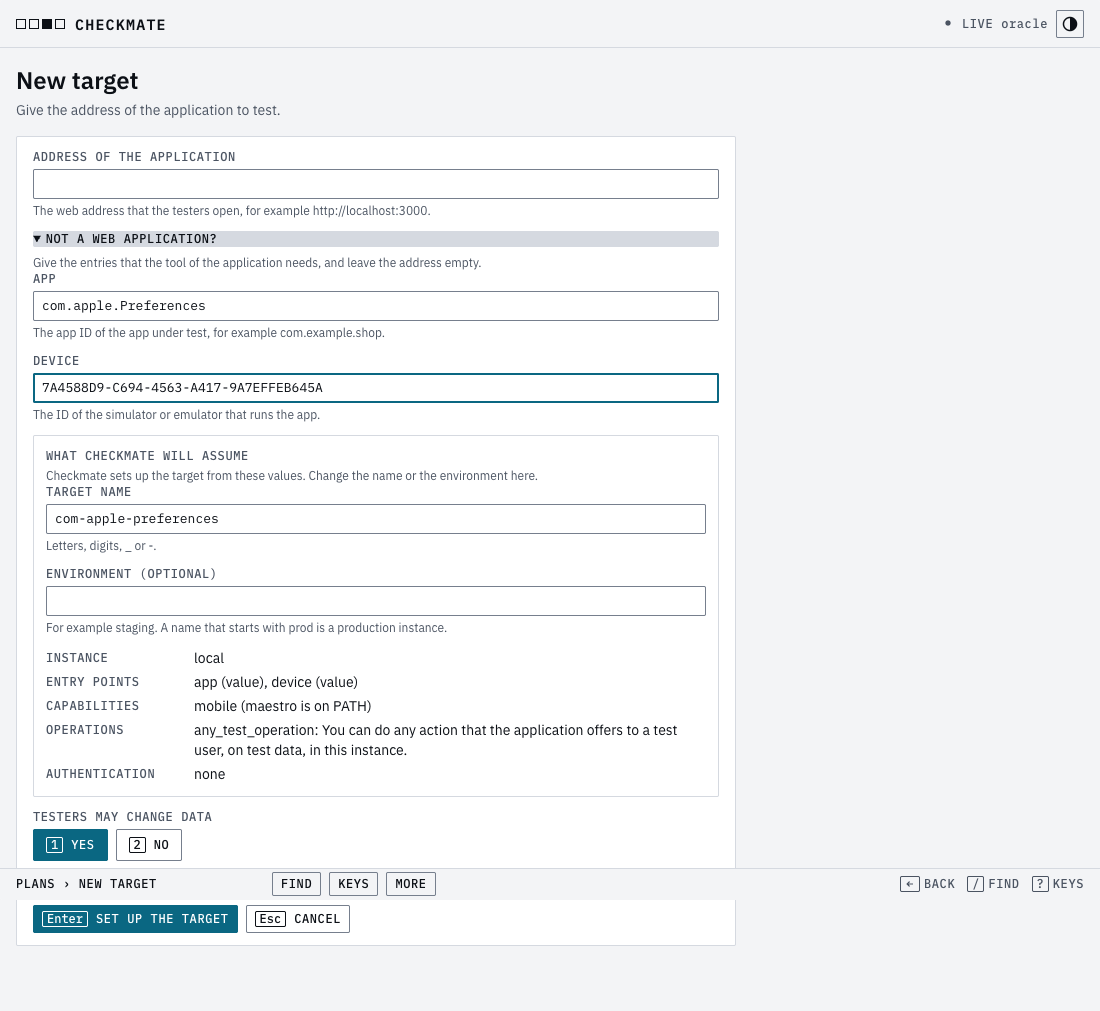 CHECKMATE
LIVE oracle
New target
Give the address of the application to test.
ADDRESS OF THE APPLICATION
The web address that the testers open, for example http://localhost:3000.
NOT A WEB APPLICATION?
Give the entries that the tool of the application needs, and leave the address empty.
APP
com.apple.Preferences
The app ID of the app under test, for example com.example.shop.
DEVICE
7A4588D9-C694-4563-A417-9A7EFFEB645A
The ID of the simulator or emulator that runs the app.
WHAT CHECKMATE WILL ASSUME
Checkmate sets up the target from these values. Change the name or the environment here.
TARGET NAME
com-apple-preferences
Letters, digits, _ or -.
ENVIRONMENT (OPTIONAL)
For example staging. A name that starts with prod is a production instance.
INSTANCE local
ENTRY POINTS app (value), device (value)
CAPABILITIES mobile (maestro is on PATH)
OPERATIONS any_test_operation: You can do any action that the application offers to a test
user, on test data, in this instance.
AUTHENTICATION none
TESTERS MAY CHANGE DATA
1 YES 2 NO
PLANS › NEW TARGET FIND KEYS MORE ← BACK / FIND ? KEYS
Enter SET UP THE TARGET Esc CANCEL